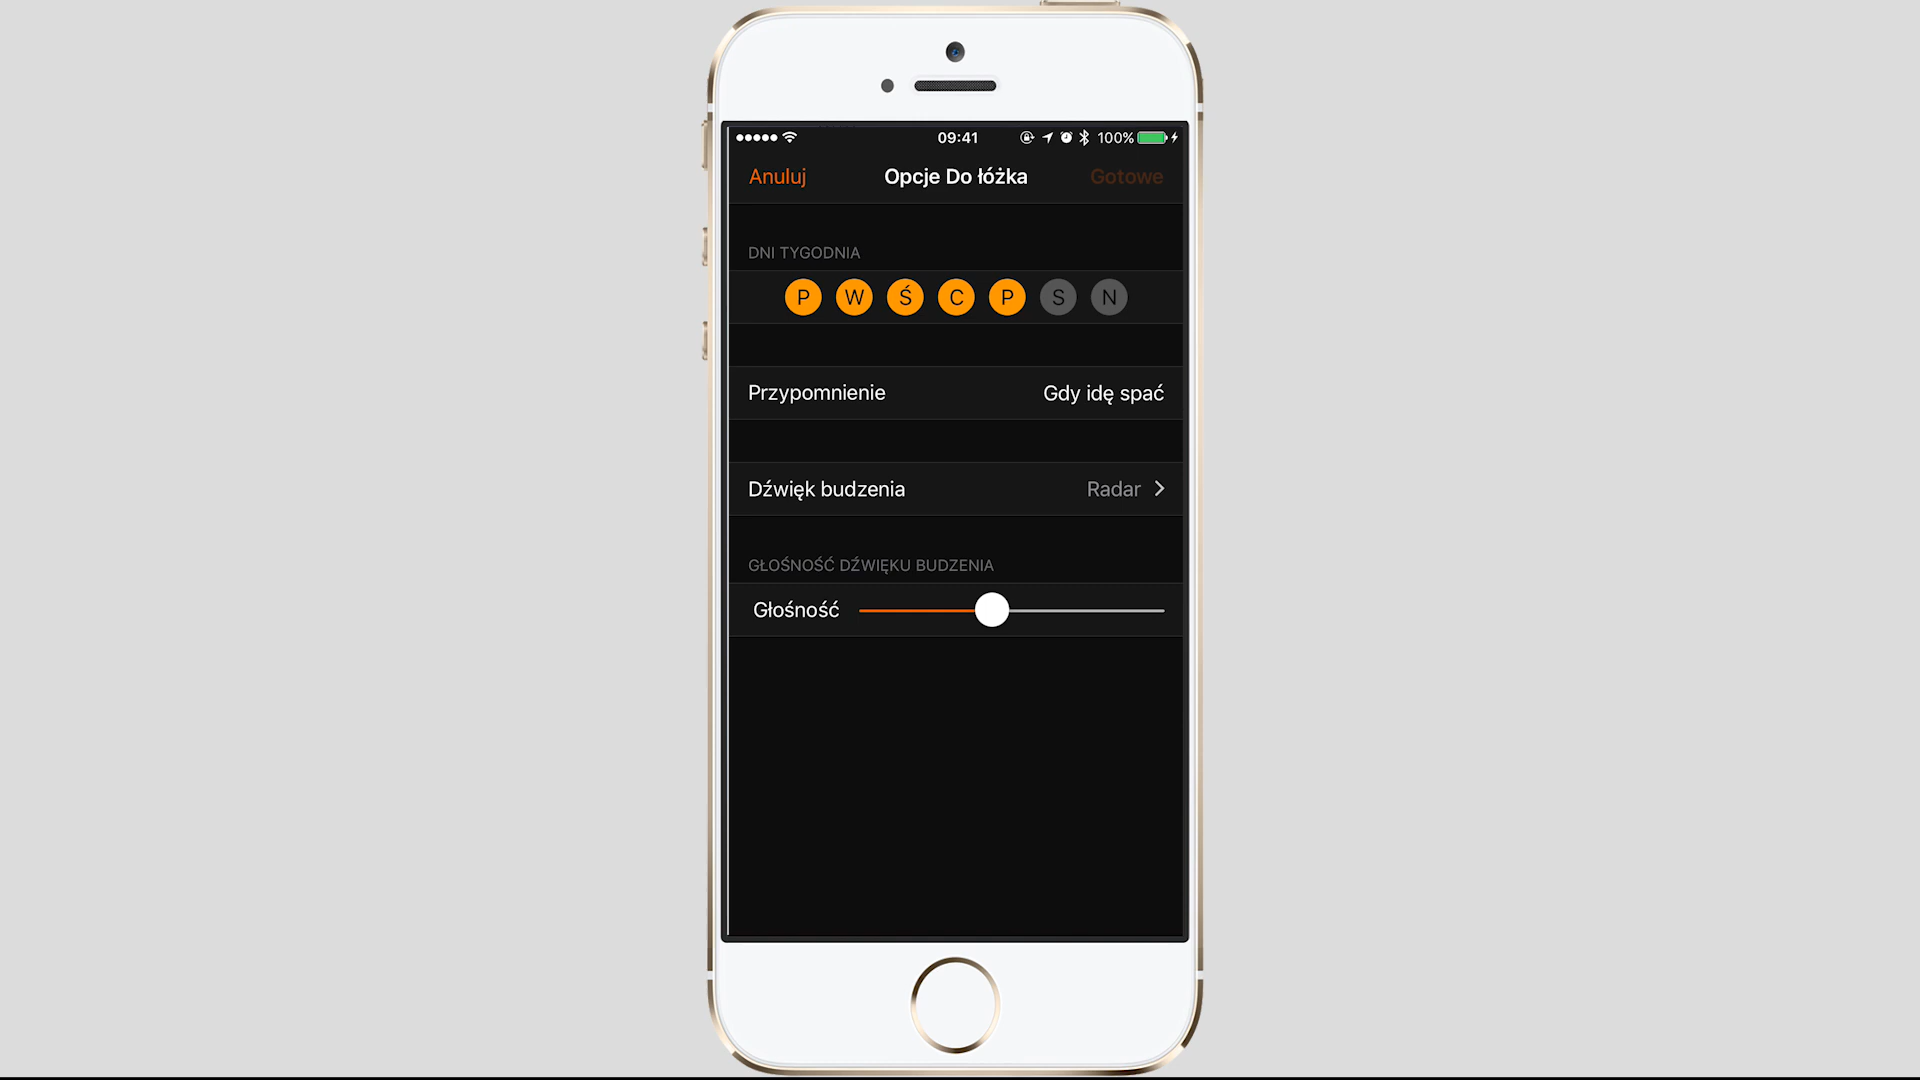 09:41 100%
Anuluj Opcje Do łóżka Gotowe
DNI TYGODNIA
P W Ś C P S N
Przypomnienie Gdy idę spać
Dźwięk budzenia Radar
GŁOŚNOŚĆ DŹWIĘKU BUDZENIA
Głośność